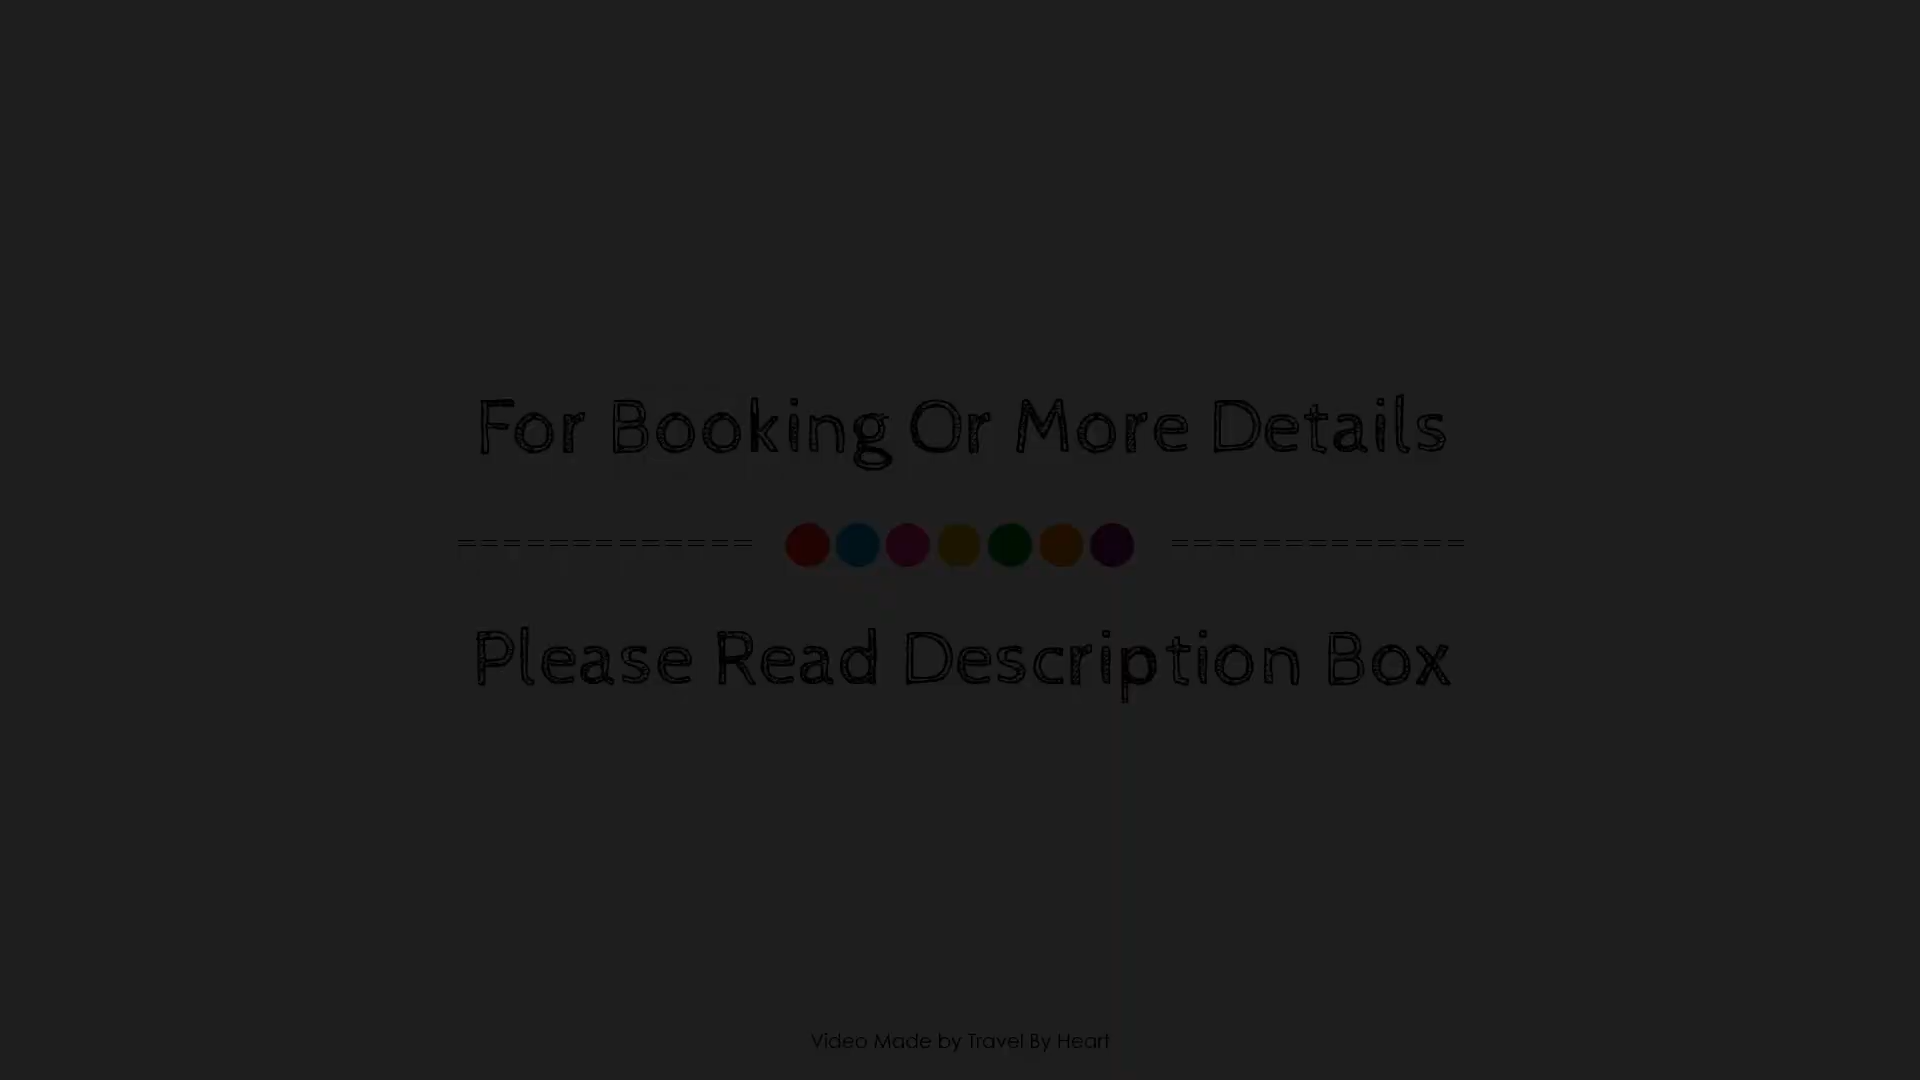 For Booking Or More Details
============= =============
Please Read Description Box
Video Made by Travel By Heart